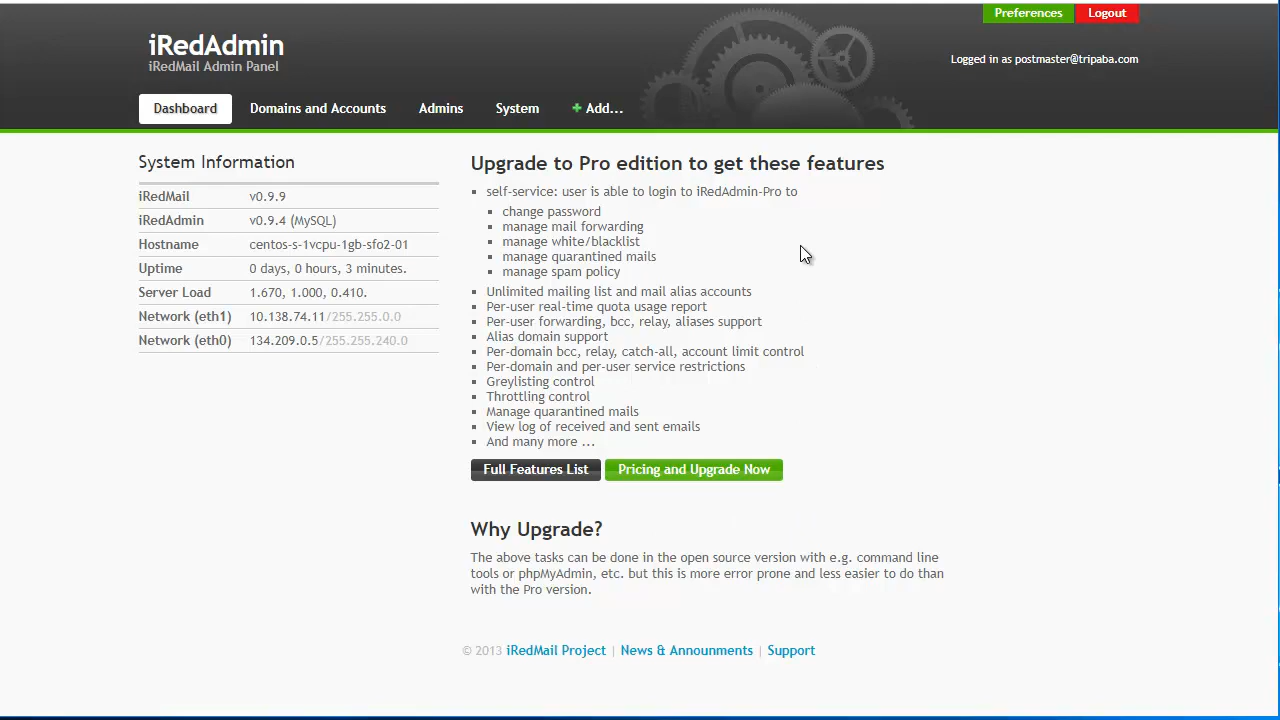 Preferences
Logout
iRedAdmin
iRedMail Admin Panel
Logged in as postmaster@tripaba.com
Dashboard
Domains and Accounts
Admins
System
+ Add...
System Information
iRedMail v0.9.9
iRedAdmin v0.9.4 (MySQL)
Hostname centos-s-1vcpu-1gb-sfo2-01
Uptime 0 days, 0 hours, 3 minutes.
Server Load 1.670, 1.000, 0.410.
Network (eth1) 10.138.74.11/255.255.0.0
Network (eth0) 134.209.0.5/255.255.240.0
Upgrade to Pro edition to get these features
self-service: user is able to login to iRedAdmin-Pro to
change password
manage mail forwarding
manage white/blacklist
manage quarantined mails
manage spam policy
Unlimited mailing list and mail alias accounts
Per-user real-time quota usage report
Per-user forwarding, bcc, relay, aliases support
Alias domain support
Per-domain bcc, relay, catch-all, account limit control
Per-domain and per-user service restrictions
Greylisting control
Throttling control
Manage quarantined mails
View log of received and sent emails
And many more ...
Full Features List
Pricing and Upgrade Now
Why Upgrade?
The above tasks can be done in the open source version with e.g. command line
tools or phpMyAdmin, etc. but this is more error prone and less easier to do than
with the Pro version.
© 2013 iRedMail Project | News & Announments | Support